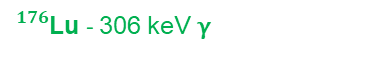 ¹⁷⁶Lu - 306 keV γ